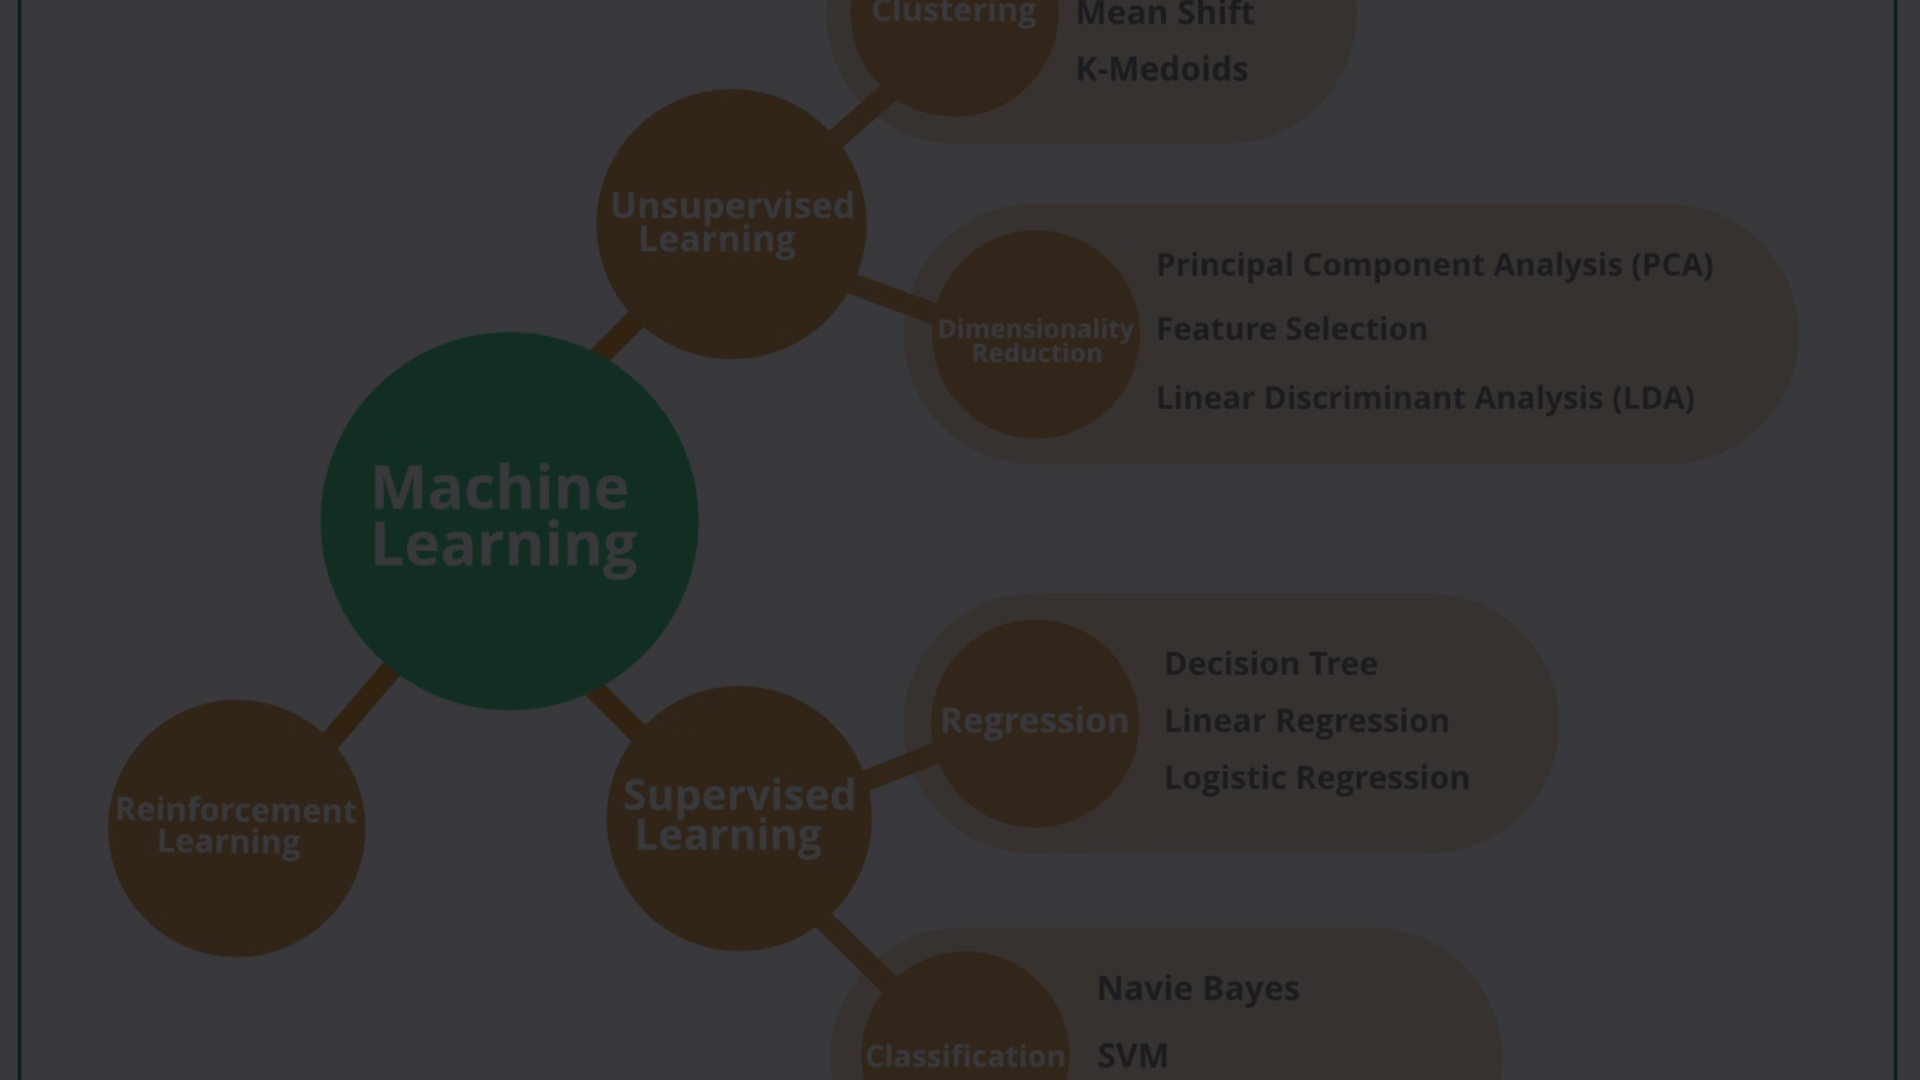 Clustering
Mean Shift
K-Medoids
Unsupervised
Learning
Dimensionality
Reduction
Principal Component Analysis (PCA)
Feature Selection
Linear Discriminant Analysis (LDA)
Machine
Learning
Regression
Decision Tree
Linear Regression
Logistic Regression
Supervised
Learning
Reinforcement
Learning
Classification
Navie Bayes
SVM